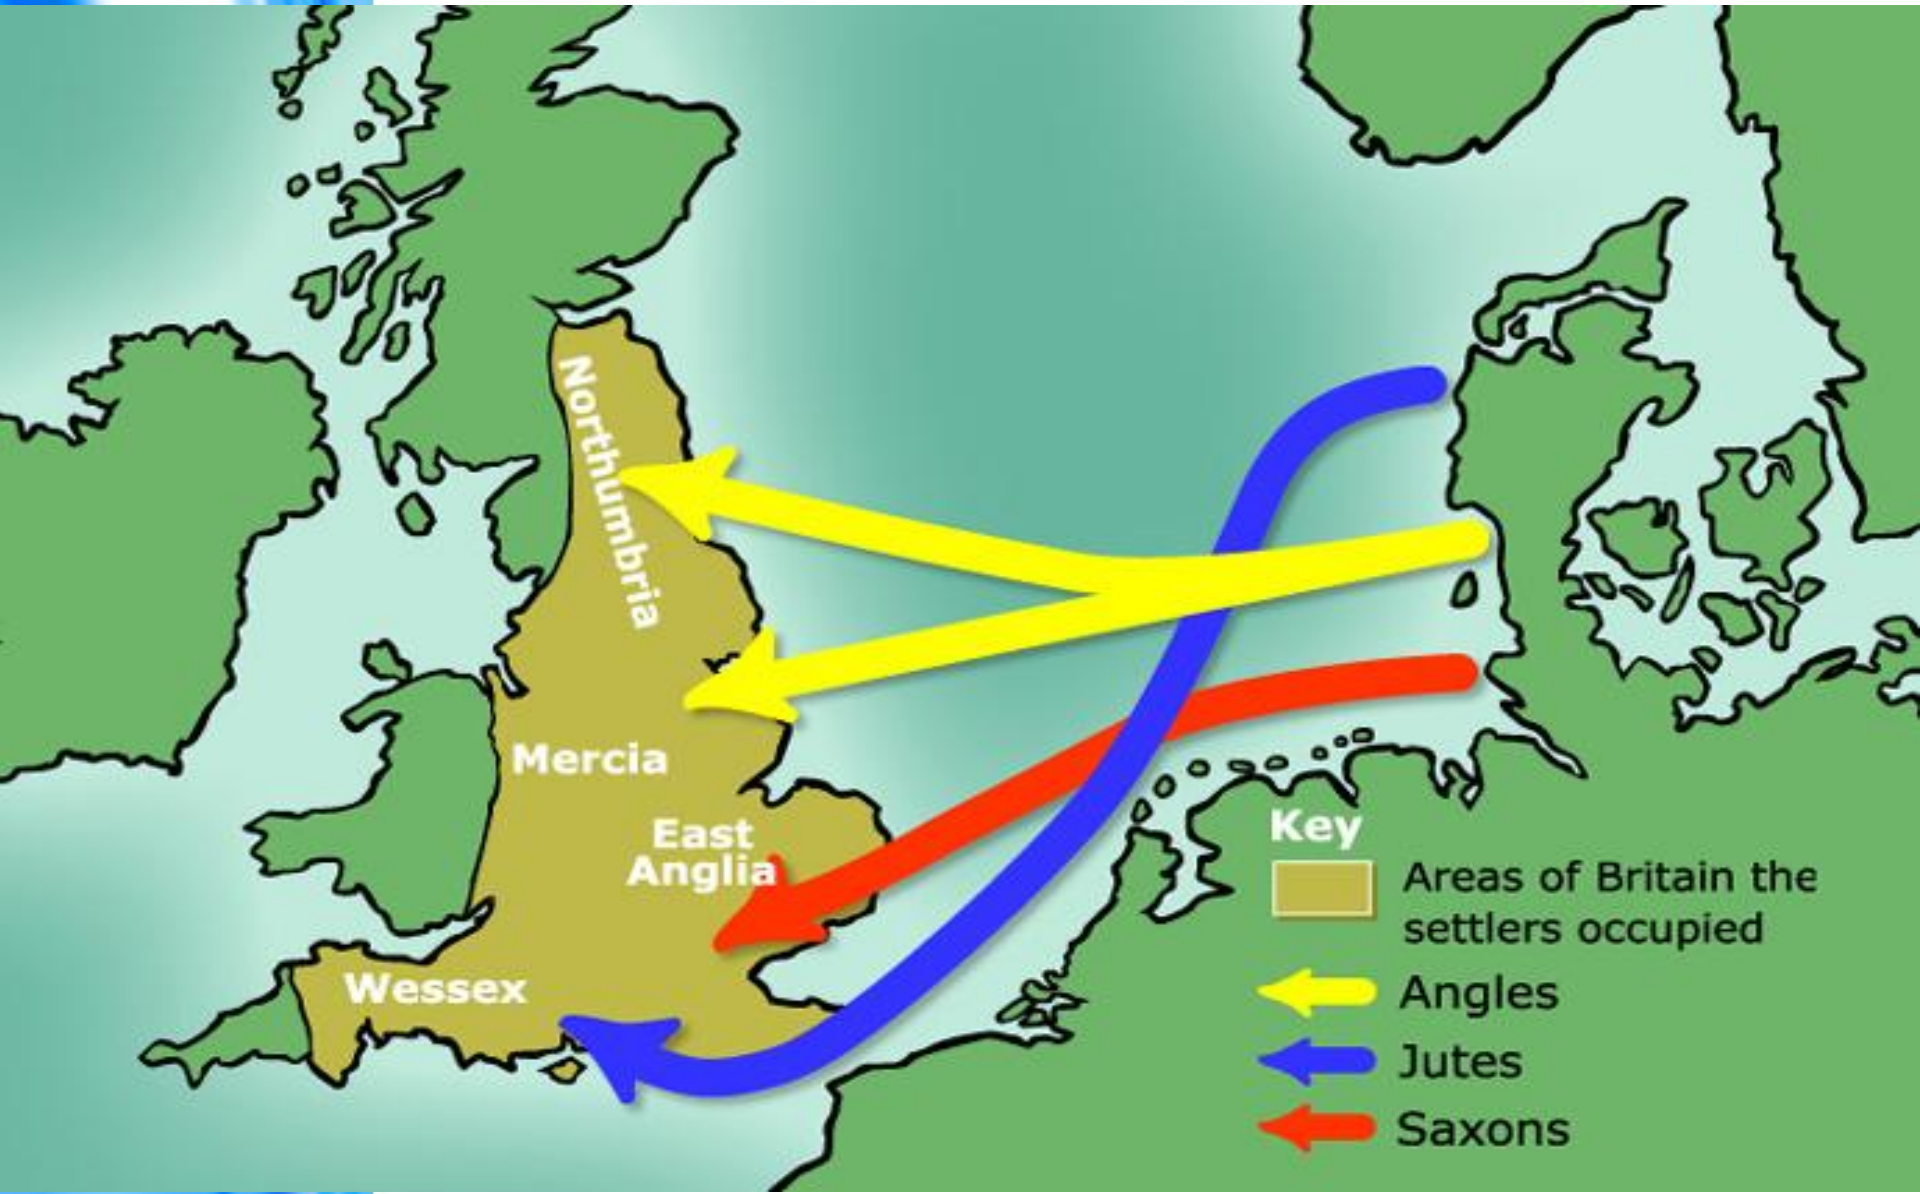 Northumbria
Mercia
East
Anglia
Wessex
Key
Areas of Britain the
settlers occupied
Angles
Jutes
Saxons